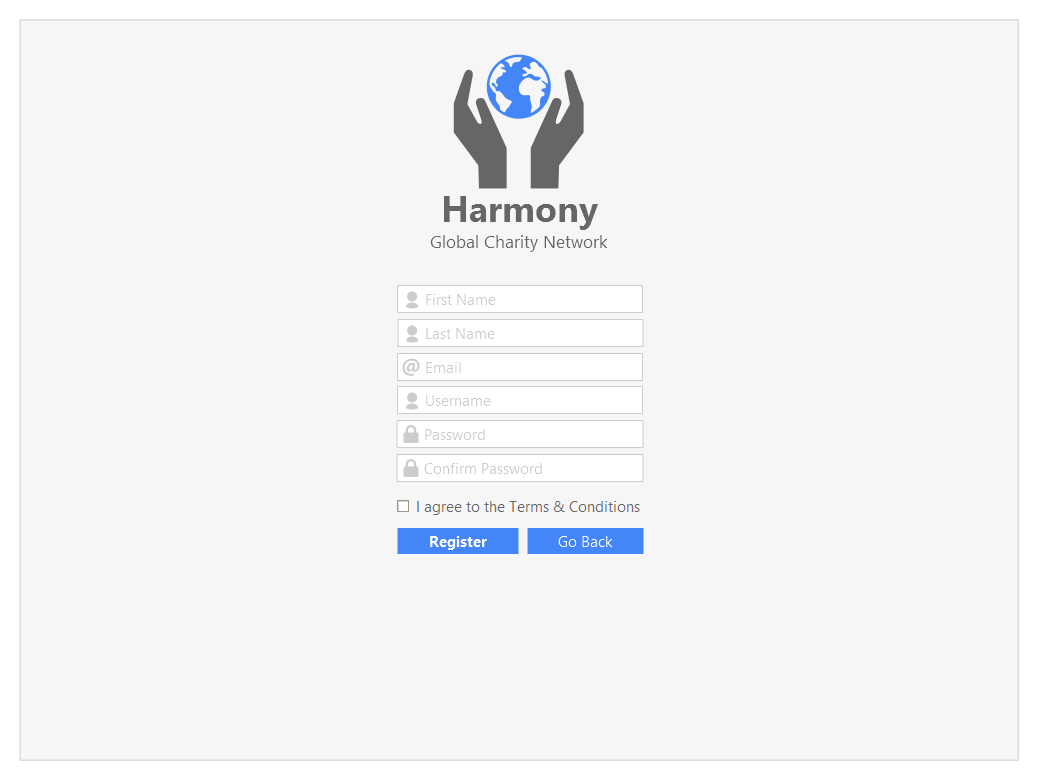 Harmony
Global Charity Network
First Name
Last Name
@ Email
Username
Password
Confirm Password
I agree to the Terms & Conditions
Register Go Back